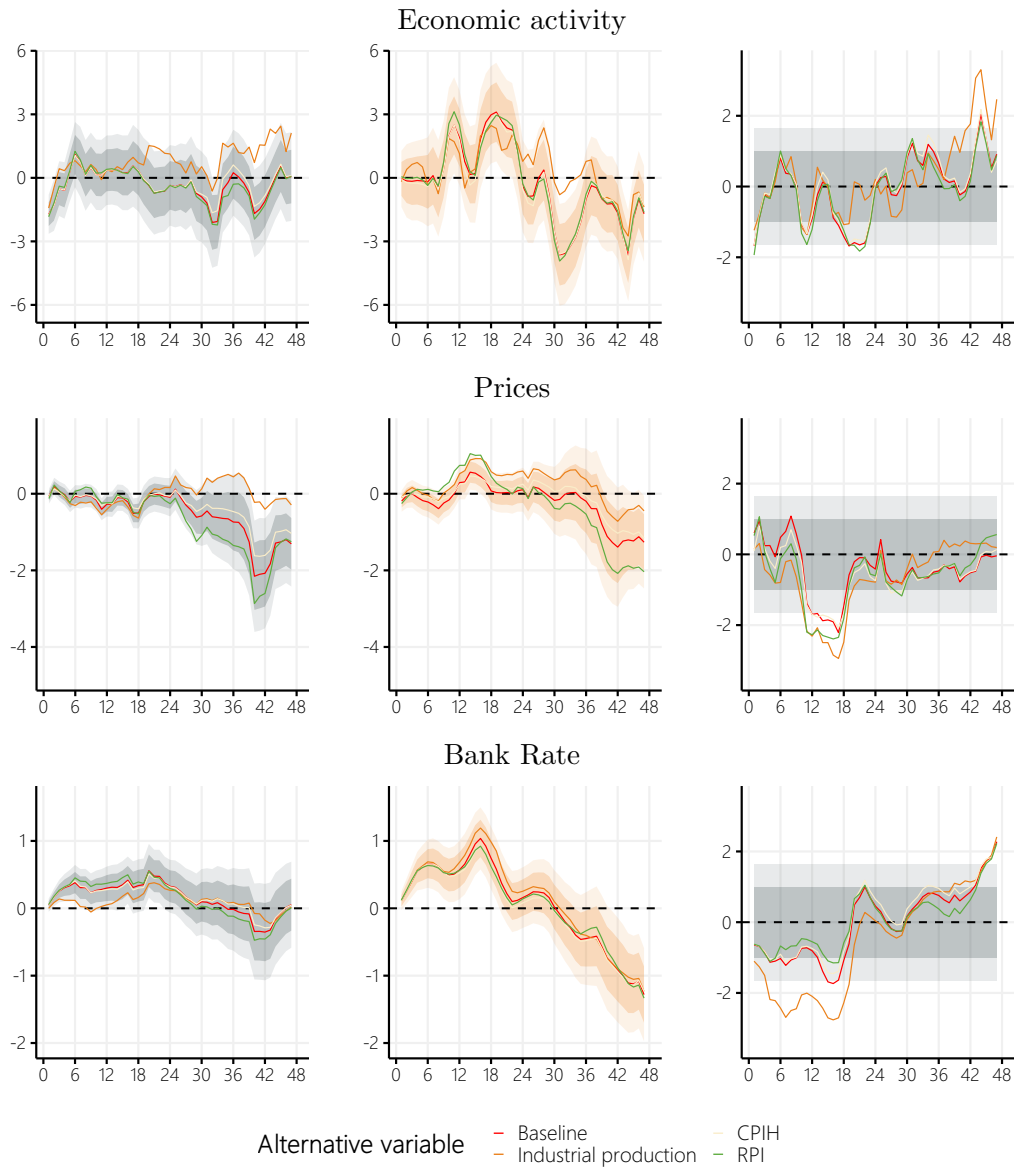 Economic activity
6
3
0
-3
-6
0 6 12 18 24 30 36 42 48
6
3
0
-3
-6
0 6 12 18 24 30 36 42 48
2
0
-2
0 6 12 18 24 30 36 42 48
Prices
0
-2
-4
0 6 12 18 24 30 36 42 48
0
-2
-4
0 6 12 18 24 30 36 42 48
2
0
-2
0 6 12 18 24 30 36 42 48
Bank Rate
1
0
-1
-2
0 6 12 18 24 30 36 42 48
1
0
-1
-2
0 6 12 18 24 30 36 42 48
2
0
-2
0 6 12 18 24 30 36 42 48
Alternative variable
Baseline
Industrial production
CPIH
RPI